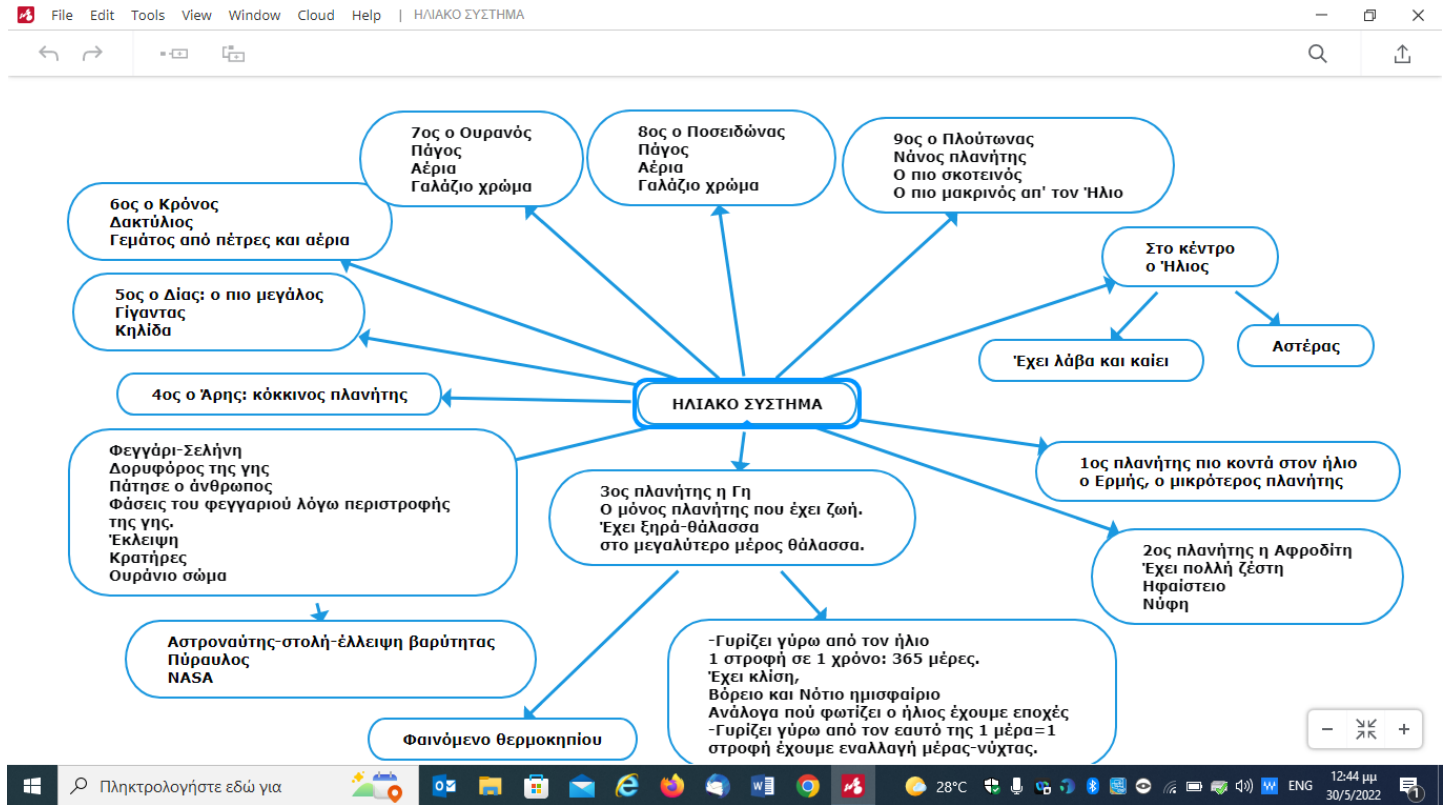 File Edit Tools View Window Cloud Help | ΗΛΙΑΚΟ ΣΥΣΤΗΜΑ
7ος ο Ουρανός
Πάγος
Αέρια
Γαλάζιο χρώμα
8ος ο Ποσειδώνας
Πάγος
Αέρια
Γαλάζιο χρώμα
9ος ο Πλούτωνας
Νάνος πλανήτης
Ο πιο σκοτεινός
Ο πιο μακρινός απ' τον Ήλιο
6ος ο Κρόνος
Δακτύλιος
Γεμάτος από πέτρες και αέρια
Στο κέντρο
ο Ήλιος
5ος ο Δίας: ο πιο μεγάλος
Γίγαντας
Κηλίδα
Έχει λάβα και καίει
Αστέρας
4ος ο Άρης: κόκκινος πλανήτης
ΗΛΙΑΚΟ ΣΥΣΤΗΜΑ
Φεγγάρι-Σελήνη
Δορυφόρος της γης
Πάτησε ο άνθρωπος
Φάσεις του φεγγαριού λόγω περιστροφής
της γης.
Έκλειψη
Κρατήρες
Ουράνιο σώμα
3ος πλανήτης η Γη
Ο μόνος πλανήτης που έχει ζωή.
Έχει ξηρά-θάλασσα
στο μεγαλύτερο μέρος θάλασσα.
1ος πλανήτης πιο κοντά στον ήλιο
ο Ερμής, ο μικρότερος πλανήτης
2ος πλανήτης η Αφροδίτη
Έχει πολλή ζέστη
Ηφαίστειο
Νύφη
Αστροναύτης-στολή-έλλειψη βαρύτητας
Πύραυλος
NASA
-Γυρίζει γύρω από τον ήλιο
1 στροφή σε 1 χρόνο: 365 μέρες.
Έχει κλίση,
Βόρειο και Νότιο ημισφαίριο
Ανάλογα πού φωτίζει ο ήλιος έχουμε εποχές
-Γυρίζει γύρω από τον εαυτό της 1 μέρα=1
στροφή έχουμε εναλλαγή μέρας-νύχτας.
Φαινόμενο θερμοκηπίου
Πληκτρολογήστε εδώ για
28°C
ENG
12:44 μμ
30/5/2022